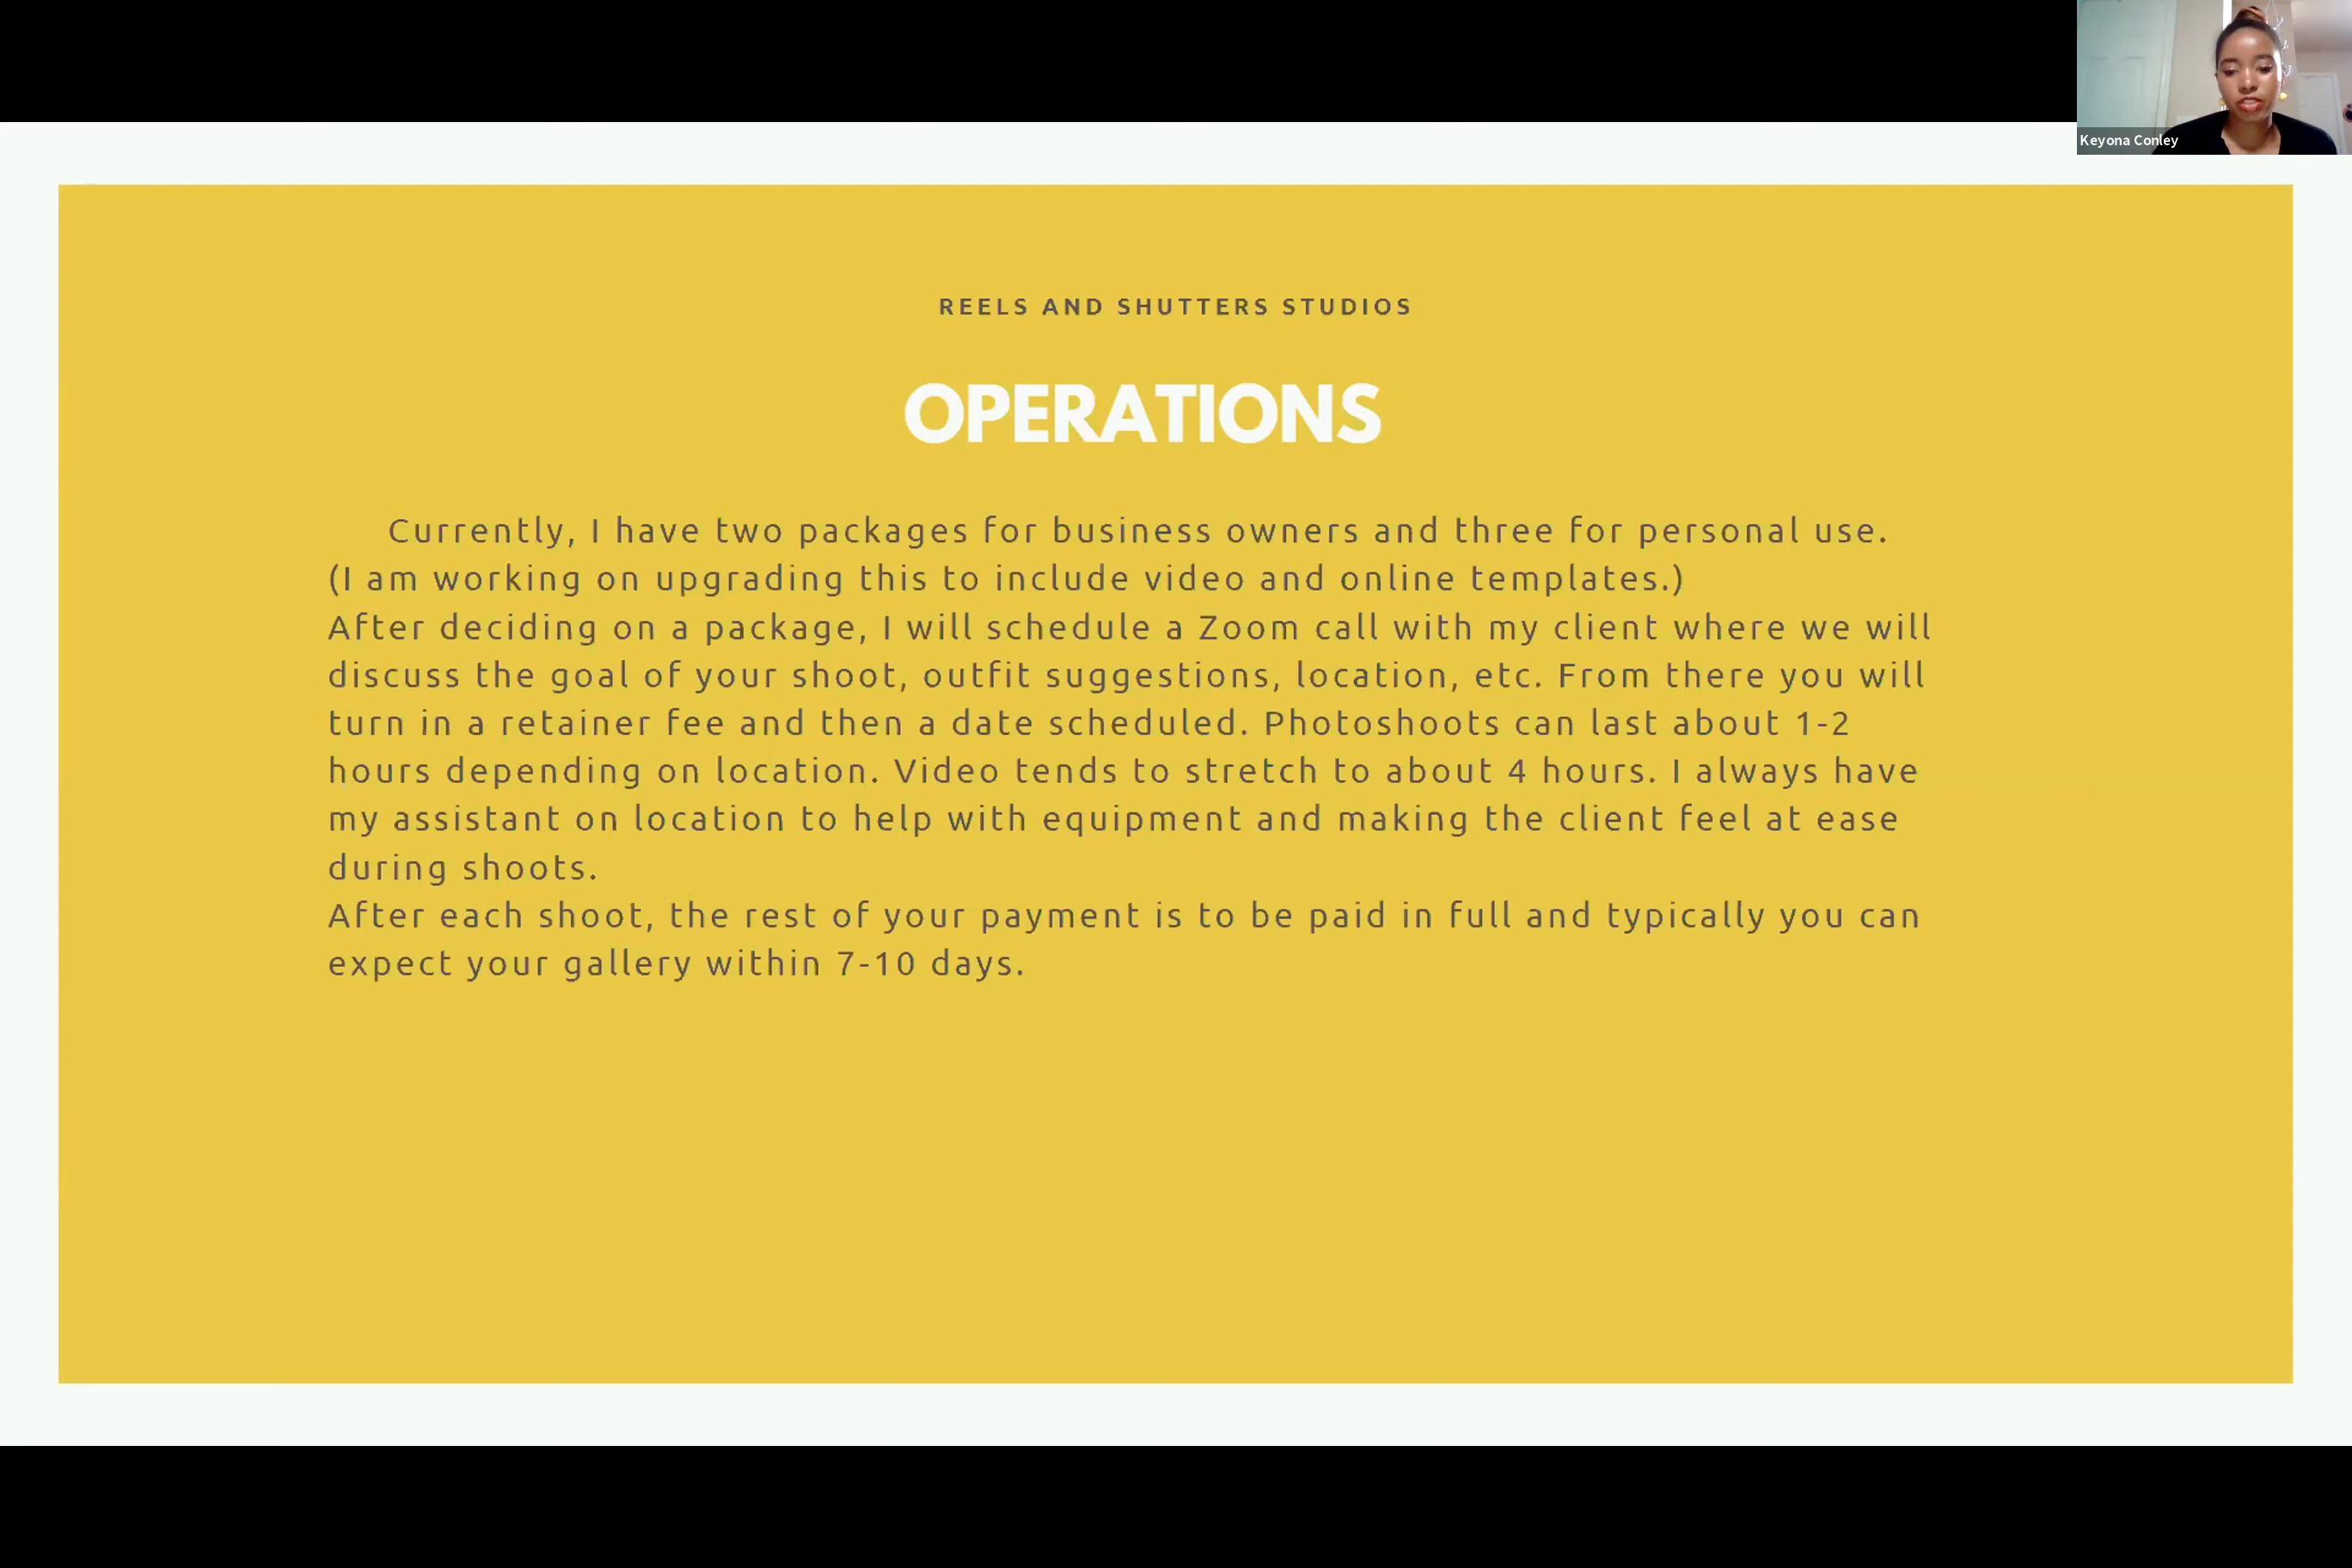 Keyona Conley
REELS AND SHUTTERS STUDIOS
OPERATIONS
Currently, I have two packages for business owners and three for personal use.
(I am working on upgrading this to include video and online templates.)
After deciding on a package, I will schedule a Zoom call with my client where we will
discuss the goal of your shoot, outfit suggestions, location, etc. From there you will
turn in a retainer fee and then a date scheduled. Photoshoots can last about 1-2
hours depending on location. Video tends to stretch to about 4 hours. I always have
my assistant on location to help with equipment and making the client feel at ease
during shoots.
After each shoot, the rest of your payment is to be paid in full and typically you can
expect your gallery within 7-10 days.